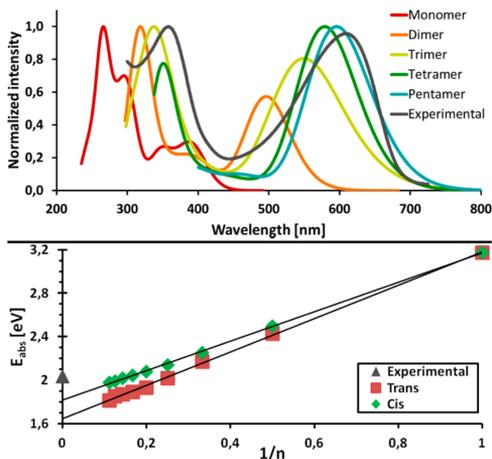 Normalized intensity
1,0
0,8
0,6
0,4
0,2
0,0
200 300 400 500 600 700 800
Wavelength [nm]
Monomer
Dimer
Trimer
Tetramer
Pentamer
Experimental
E abs [eV]
3,2
2,8
2,4
2
1,6
0 0,2 0,4 0,6 0,8 1
1/n
Experimental
Trans
Cis